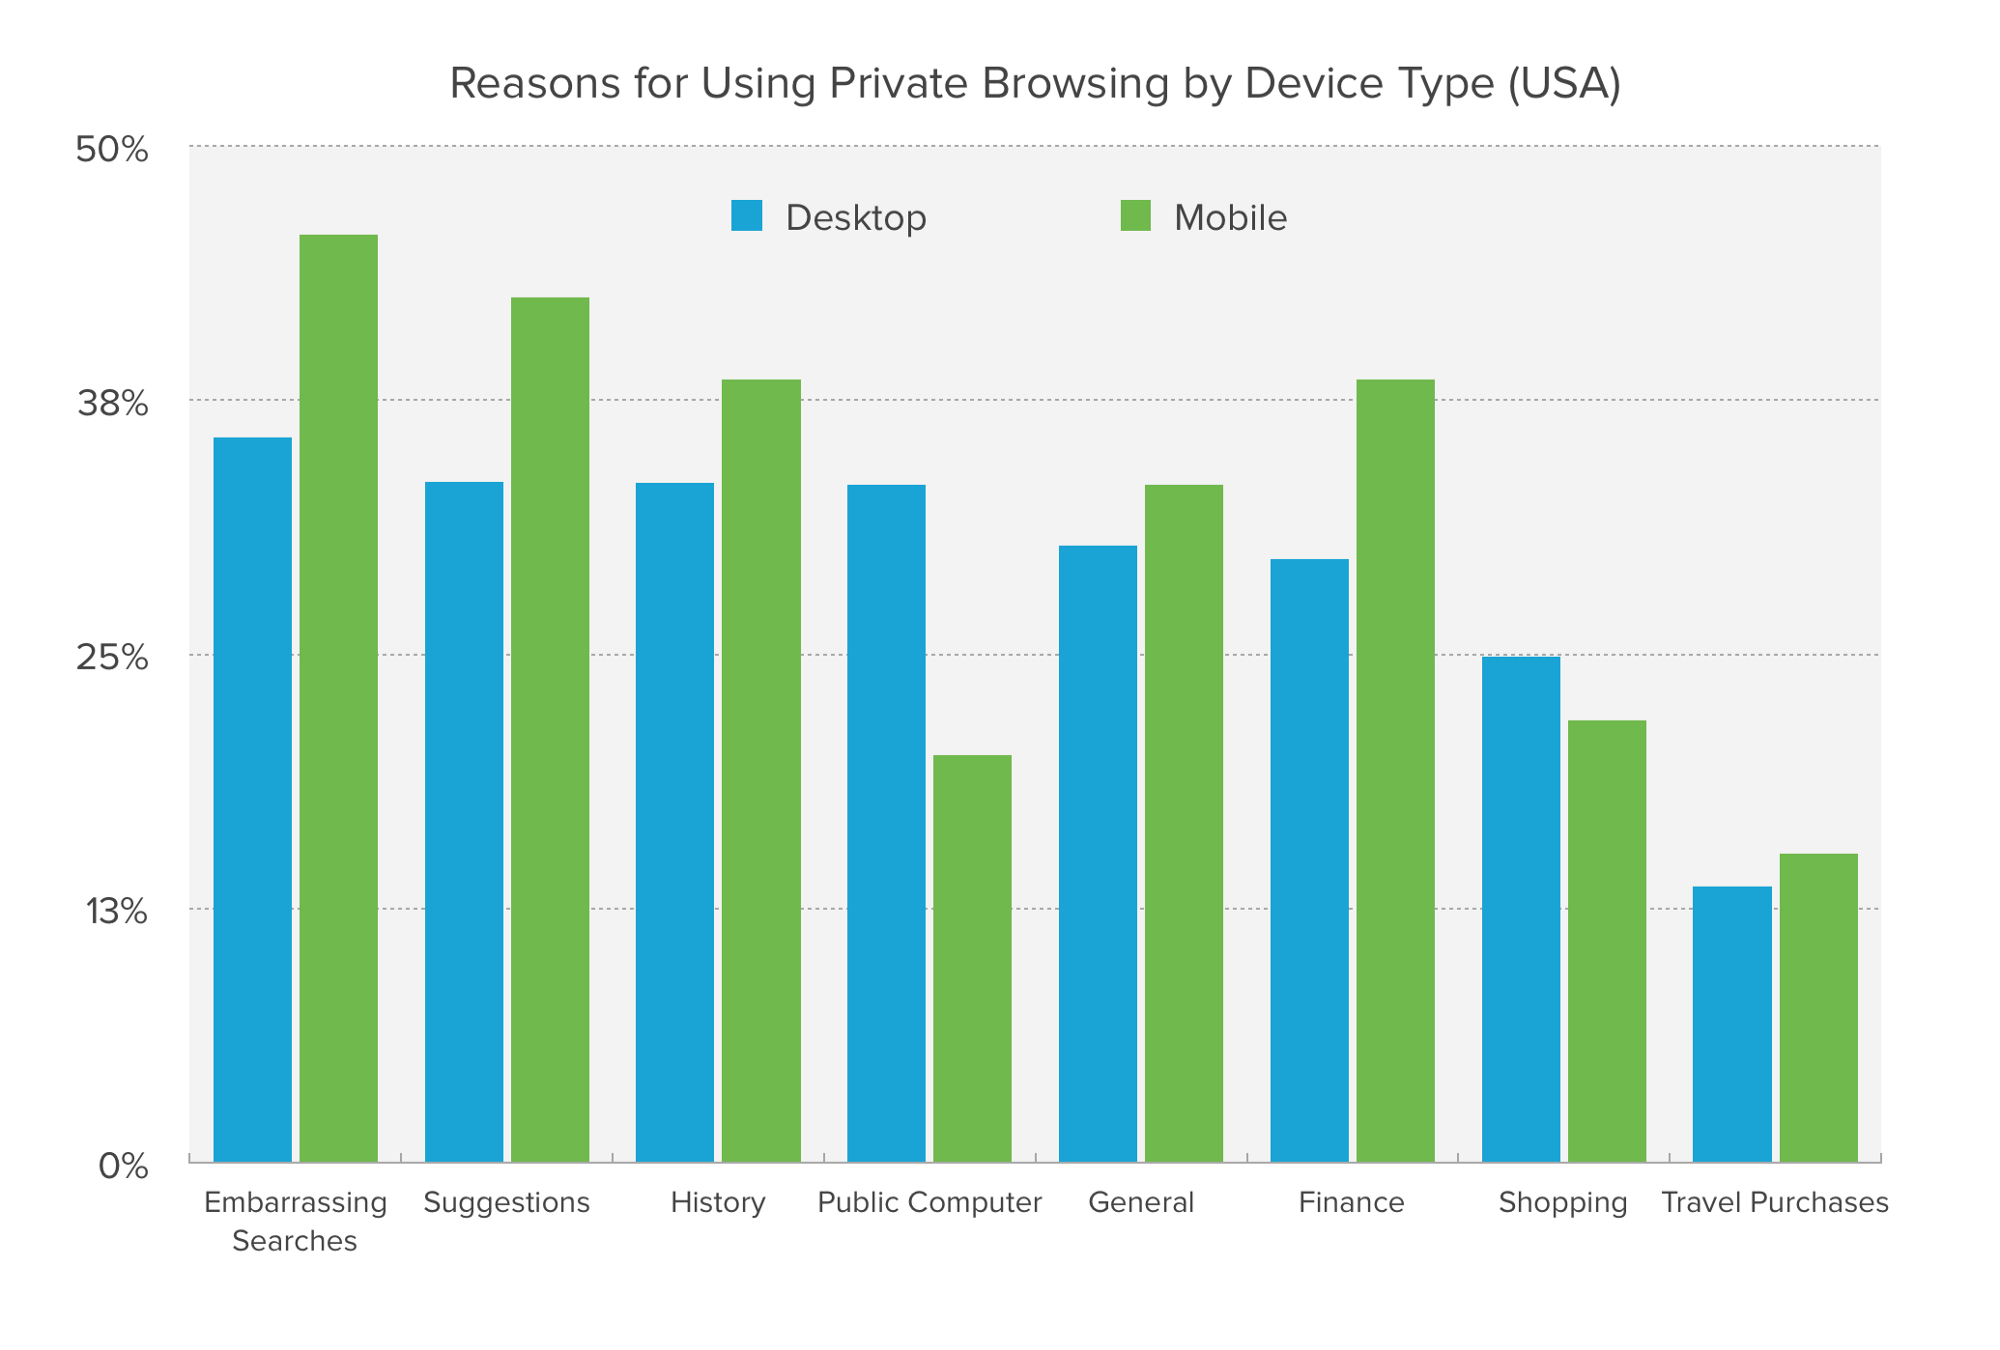 Reasons for Using Private Browsing by Device Type (USA)
50%
Desktop
Mobile
38%
25%
13%
0%
Embarrassing
Searches
Suggestions
History
Public Computer
General
Finance
Shopping
Travel Purchases